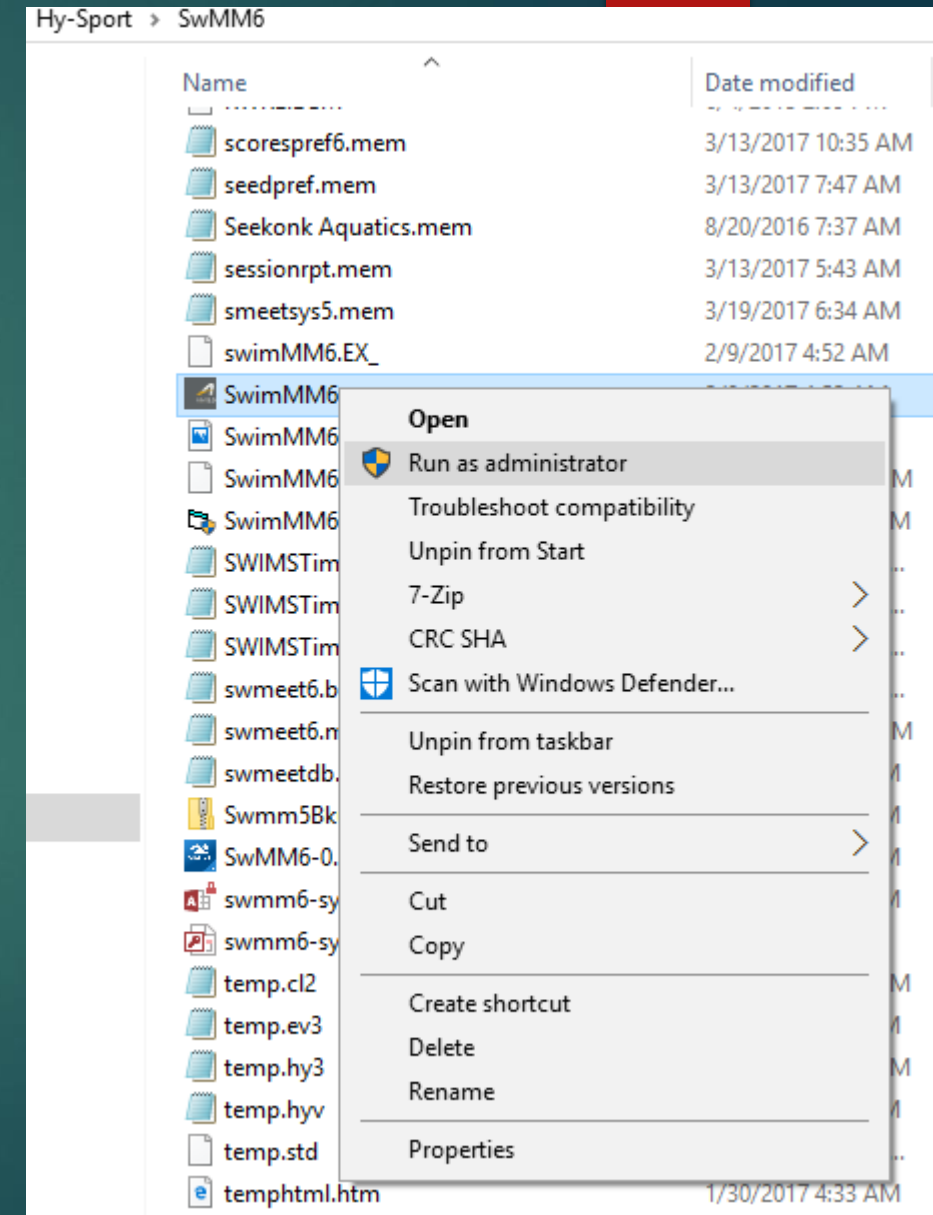 Hy-Sport > SwMM6
Name Date modified
scorespref6.mem 3/13/2017 10:35 AM
seedpref.mem 3/13/2017 7:47 AM
Seekonk Aquatics.mem 8/20/2016 7:37 AM
sessionrpt.mem 3/13/2017 5:43 AM
smeetsys5.mem 3/19/2017 6:34 AM
swimMM6.EX_ 2/9/2017 4:52 AM
SwimMM6
Open
SwimMM6
Run as administrator
SwimMM6 M
Troubleshoot compatibility
SwimMM6 M
Unpin from Start
SWIMSTim ..
7-Zip
SWIMSTim ..
CRC SHA
SWIMSTim ..
Scan with Windows Defender...
swmeet6.b ..
Unpin from taskbar
swmeet6.m M
Restore previous versions
swmeetdb. M
Swmm5Bk M
Send to
SwMM6-0. M
Cut
swmm6-sy M
Copy
swmm6-sy
temp.cl2 M
Create shortcut
temp.ev3 M
Delete
temp.hy3 M
Rename
temp.hyv M
Properties
temp.std ..
temphtml.htm 1/30/2017 4:33 AM